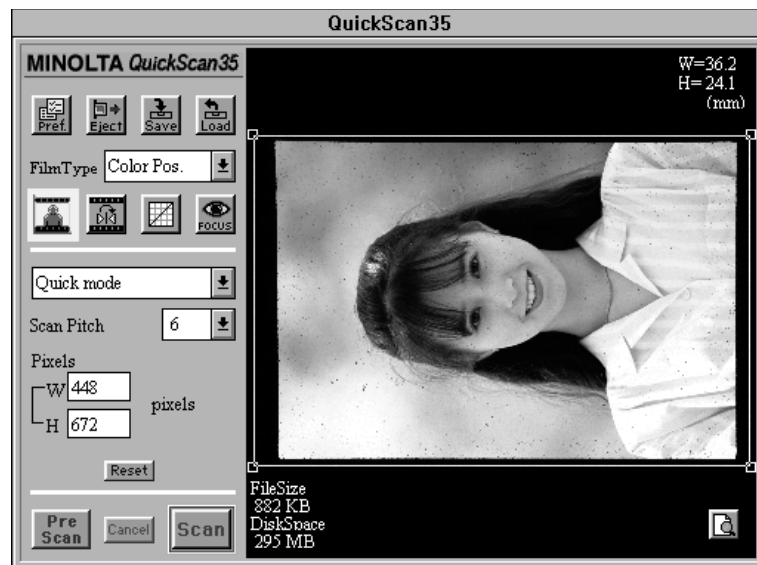 QuickScan35
MINOLTA QuickScan35
Pref. Eject Save Load
FilmType Color Pos.
FOCUS
Quick mode
Scan Pitch 6
Pixels
W 448
pixels
H 672
Reset
Pre Scan Cancel Scan
W=36.2
H= 24.1
(mm)
FileSize
882 KB
DiskSpace
295 MB